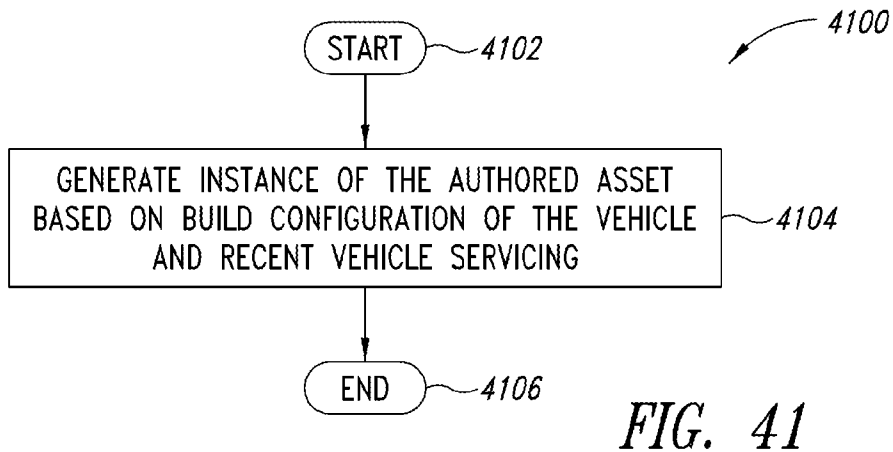 4100
START 4102
GENERATE INSTANCE OF THE AUTHORED ASSET
BASED ON BUILD CONFIGURATION OF THE VEHICLE
AND RECENT VEHICLE SERVICING
4104
END 4106
FIG. 41